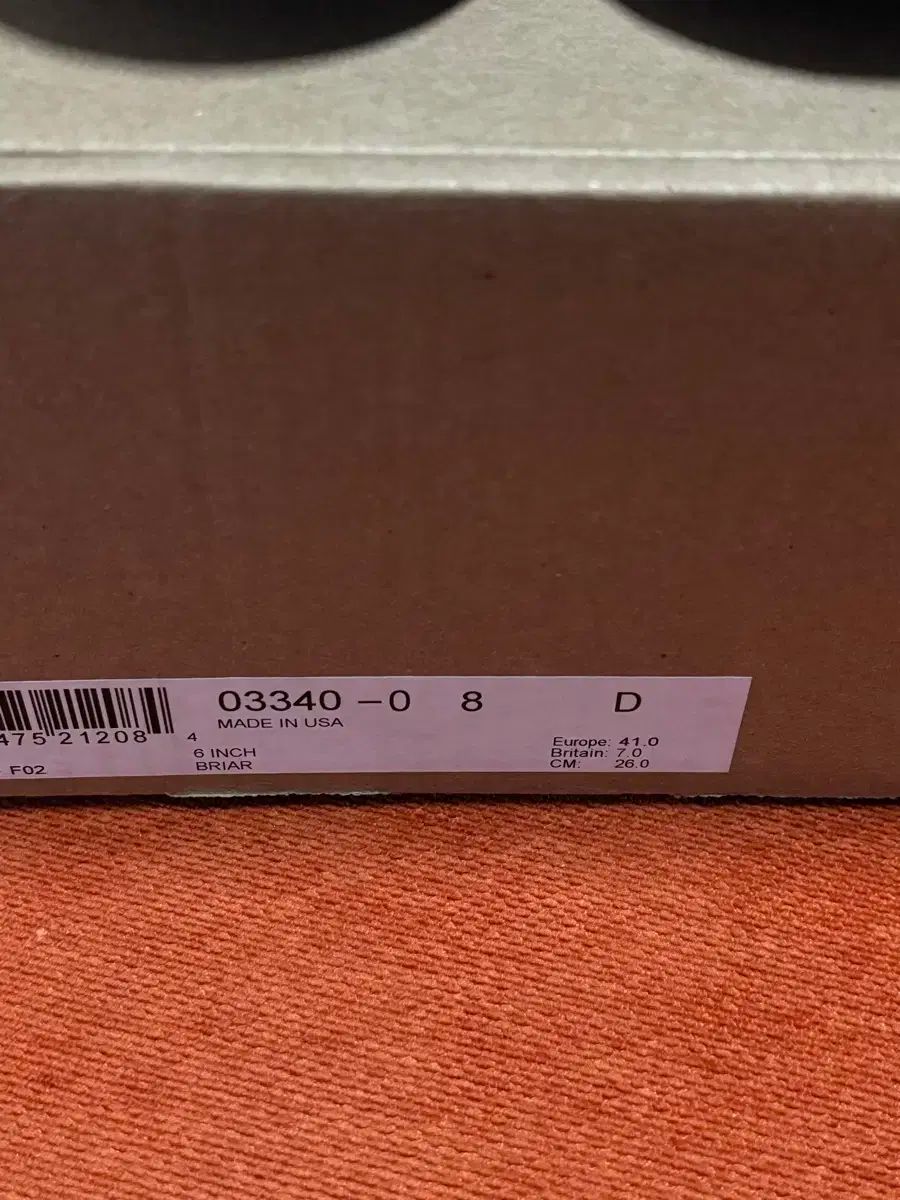 03340 -0 8 D
MADE IN USA
475 21208 4
6 INCH
BRIAR
F02
Europe: 41.0
Britain: 7.0
CM: 26.0